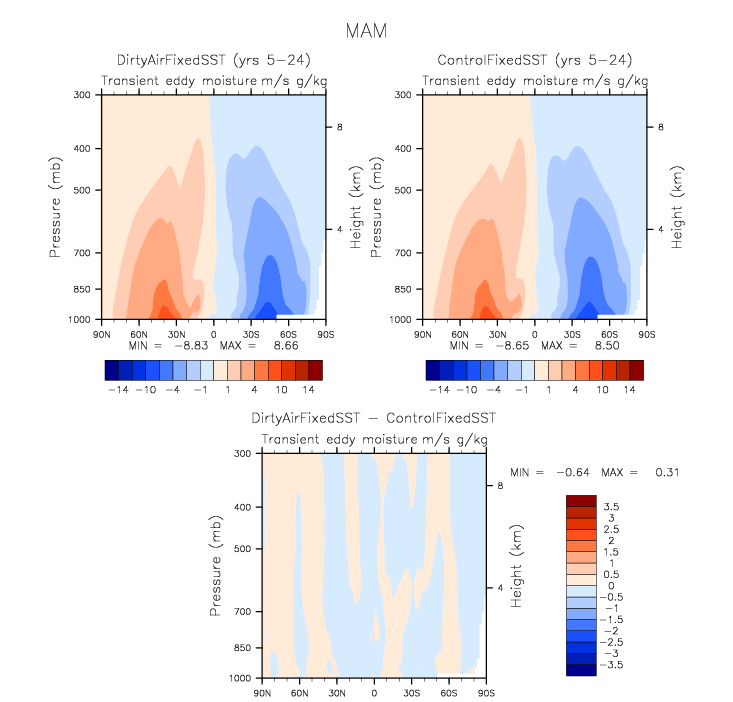 MAM
DirtyAirFixedSST (yrs 5-24)
Transient eddy moisture m/s g/kg
300
400
500
700
850
1000
Pressure (mb)
8
4
Height (km)
90N 60N 30N 0 30S 60S 90S
MIN = -8.83 MAX = 8.66
-14 -10 -4 -1 1 4 10 14
ControlFixedSST (yrs 5-24)
Transient eddy moisture m/s g/kg
300
400
500
700
850
1000
Pressure (mb)
8
4
Height (km)
90N 60N 30N 0 30S 60S 90S
MIN = -8.65 MAX = 8.50
-14 -10 -4 -1 1 4 10 14
DirtyAirFixedSST - ControlFixedSST
Transient eddy moisture m/s g/kg
300
400
500
700
850
1000
Pressure (mb)
8
4
Height (km)
90N 60N 30N 0 30S 60S 90S
MIN = -0.64 MAX = 0.31
3.5
3
2.5
2
1.5
1
0.5
0
-0.5
-1
-1.5
-2
-2.5
-3
-3.5